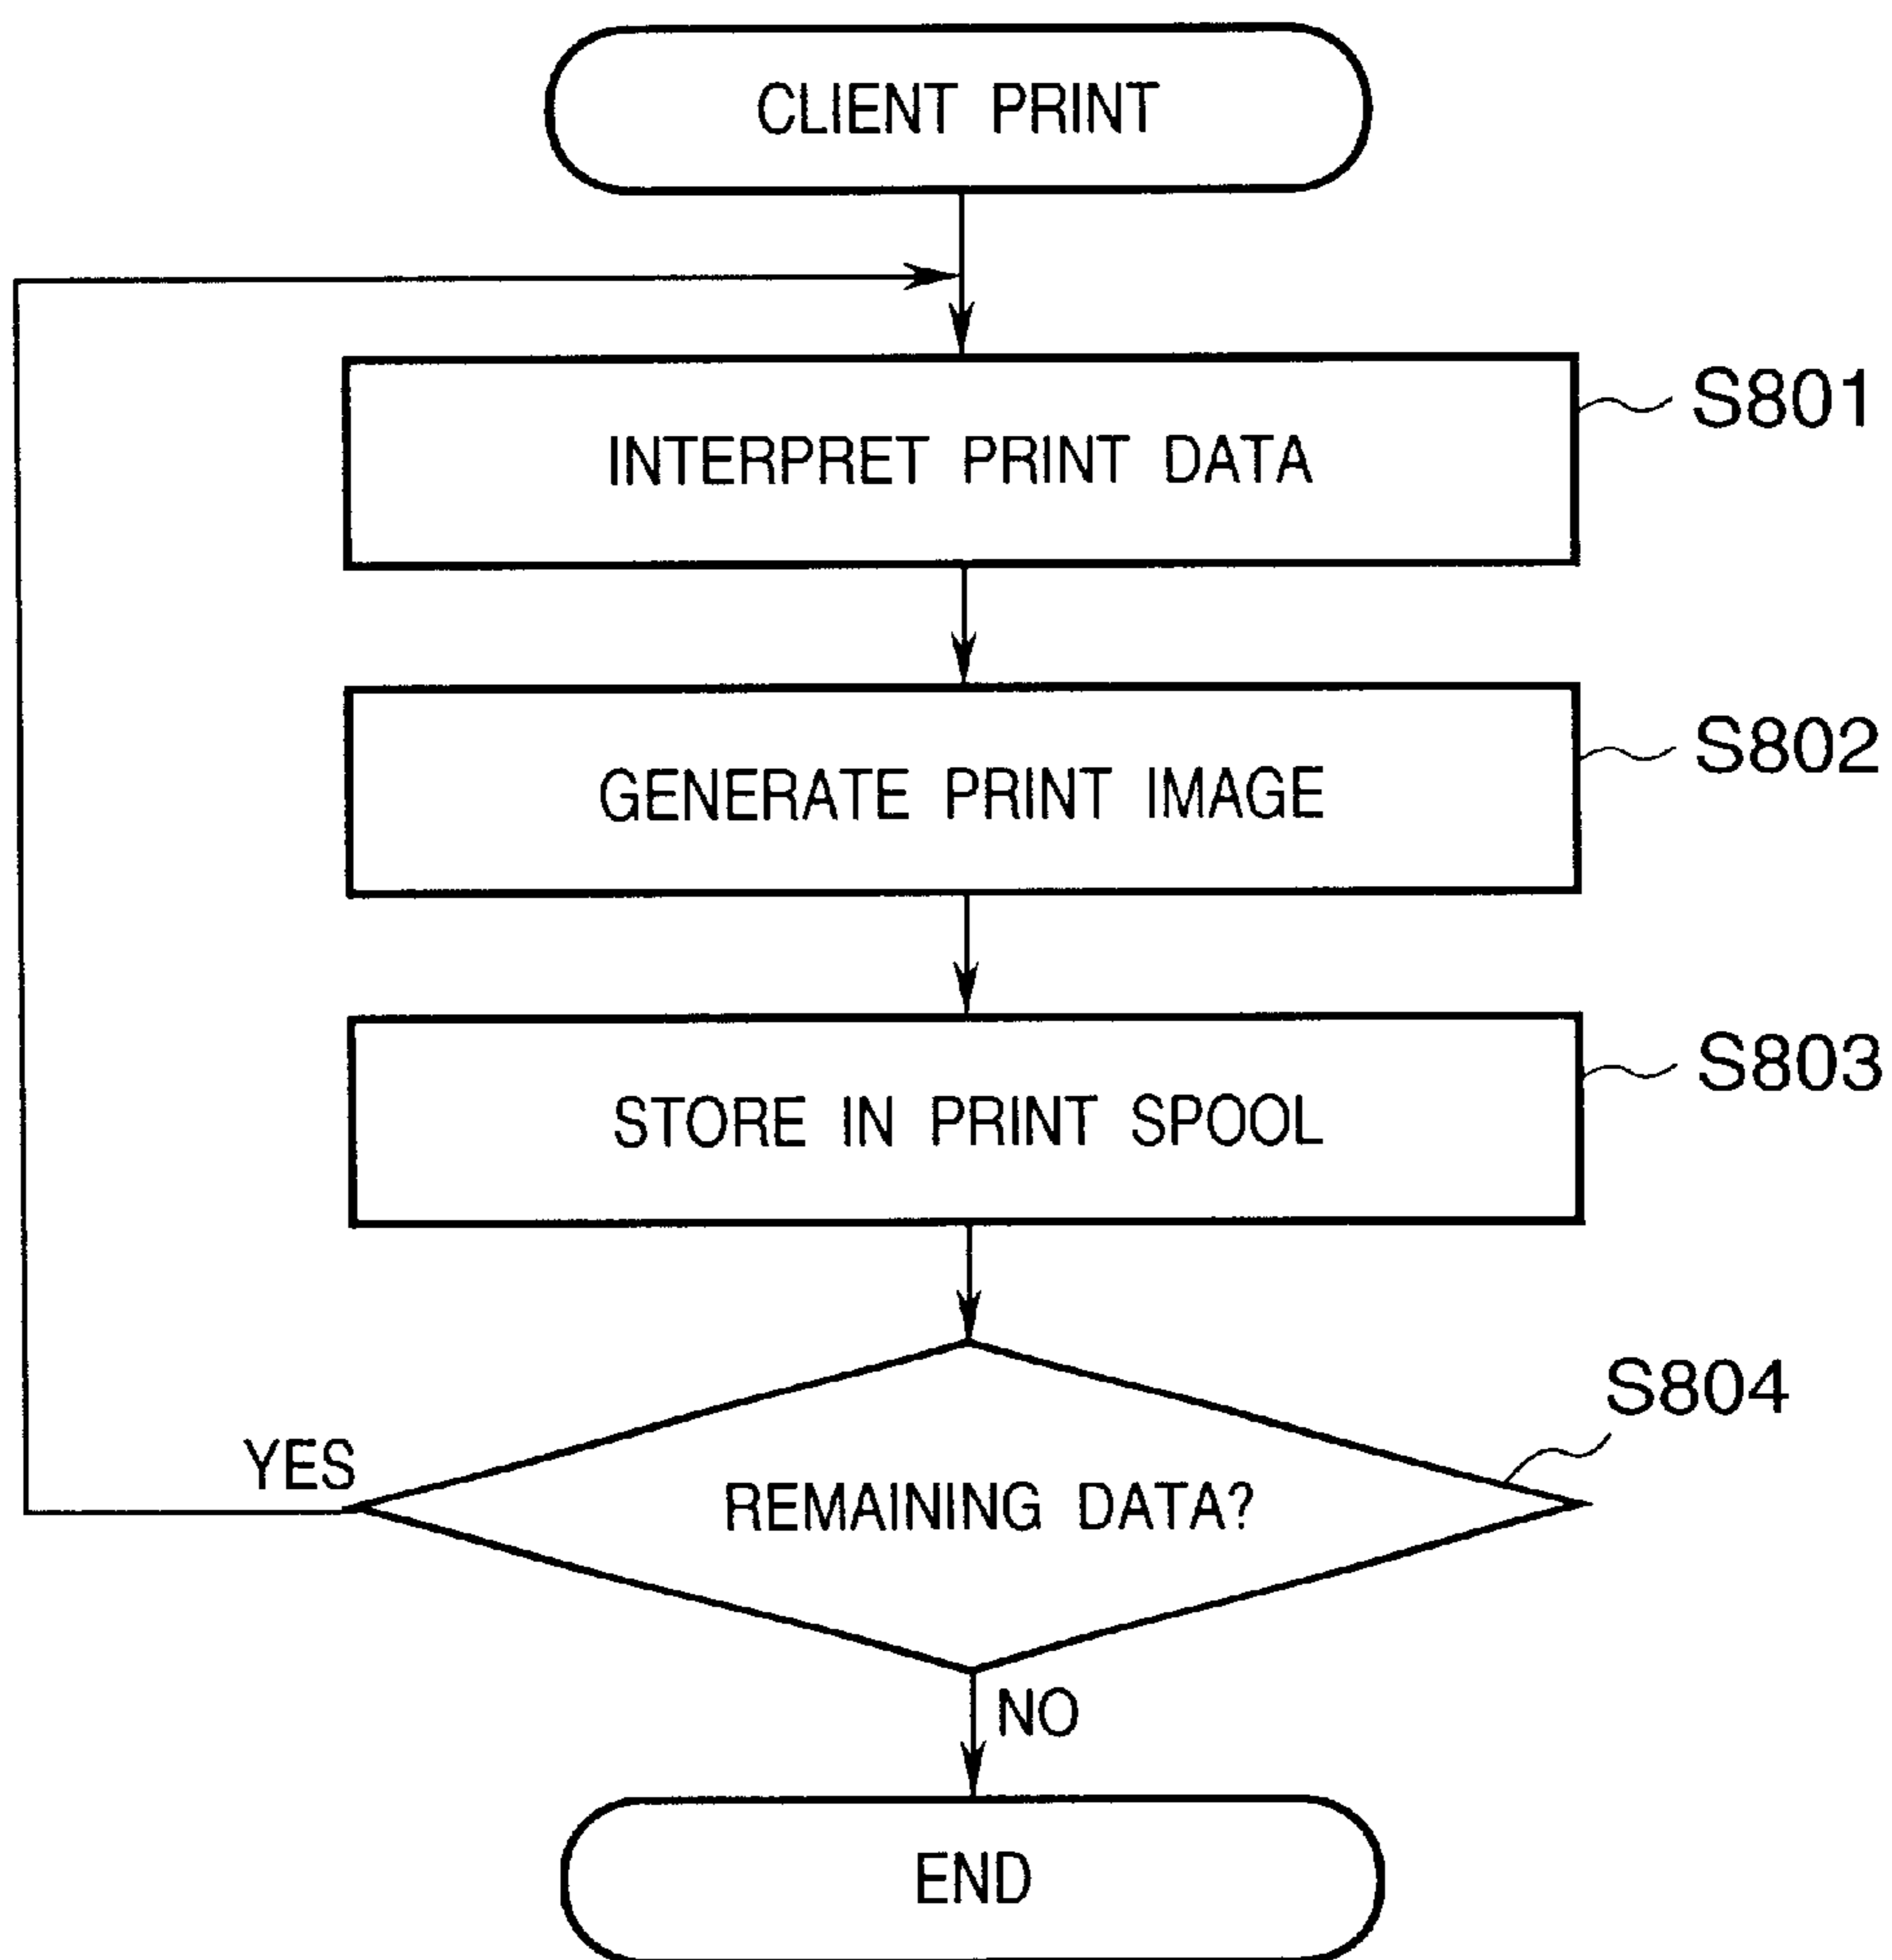 CLIENT PRINT
INTERPRET PRINT DATA
S801
GENERATE PRINT IMAGE
S802
STORE IN PRINT SPOOL
S803
REMAINING DATA?
S804
YES
NO
END